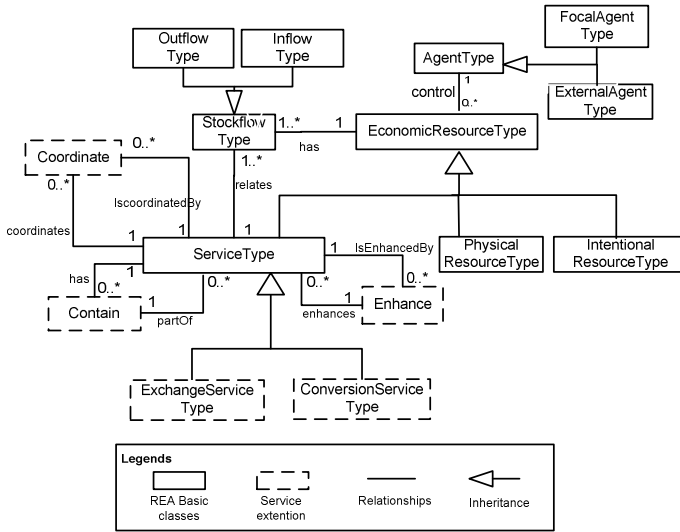 Outflow
Type
Inflow
Type
FocalAgent
Type
AgentType
ExternalAgent
Type
1
control
0..*
Stockflow
Type
1..*
1
has
EconomicResourceType
Coordinate
0..*
0..*
1..*
relates
IscoordinatedBy
coordinates
1
1
1
ServiceType
IsEnhancedBy
1
Physical
ResourceType
Intentional
ResourceType
has
1
0..*
0..*
0..*
0..*
Contain
1
partOf
1
enhances
Enhance
ExchangeService
Type
ConversionService
Type
Legends
REA Basic
classes
Service
extention
Relationships
Inheritance